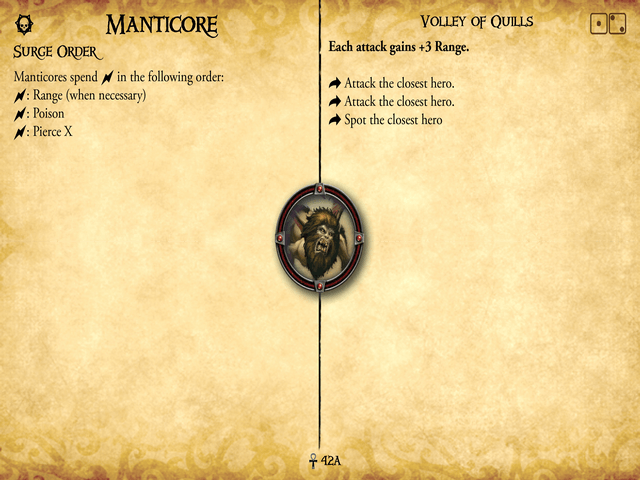 Manticore
Surge Order
Manticores spend in the following order:
: Range (when necessary)
: Poison
: Pierce X
Volley of Quills
Each attack gains +3 Range.
Attack the closest hero.
Attack the closest hero.
Spot the closest hero
42A